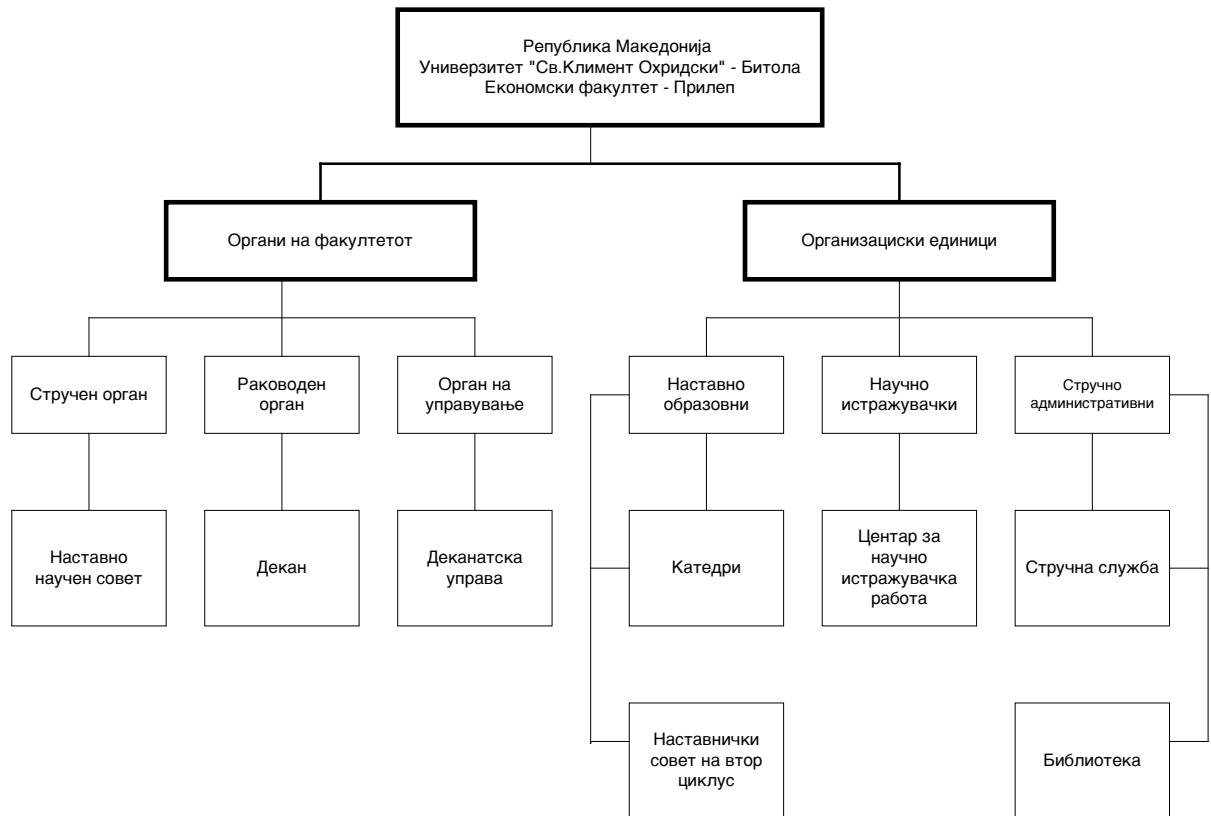 Република Македонија
Универзитет "Св.Климент Охридски" - Битола
Економски факултет - Прилеп
Органи на факултетот
Организациски единици
Стручен орган
Раководен
орган
Орган на
управување
Наставно
образовни
Научно
истражувачки
Стручно
административни
Наставно
научен совет
Декан
Деканатска
управа
Катедри
Центар за
научно
истражувачка
работа
Стручна служба
Наставнички
совет на втор
циклус
Библиотека